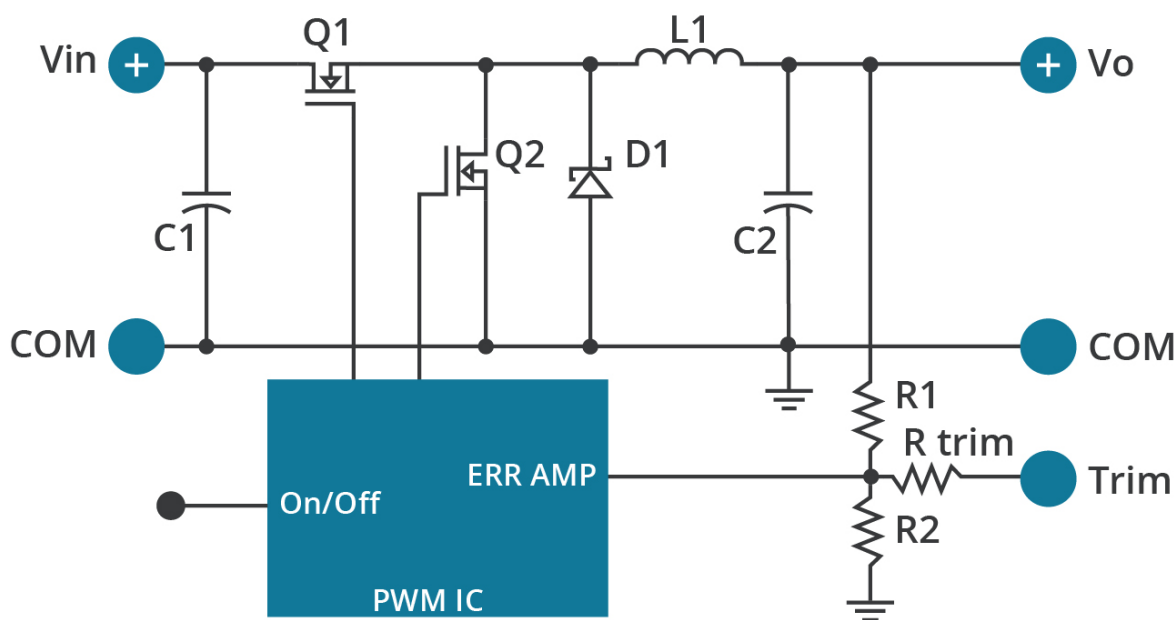 Q1
L1
Vin
+
+
Vo
Q2
D1
C1
C2
COM
COM
R1
R trim
ERR AMP
Trim
On/Off
R2
PWM IC